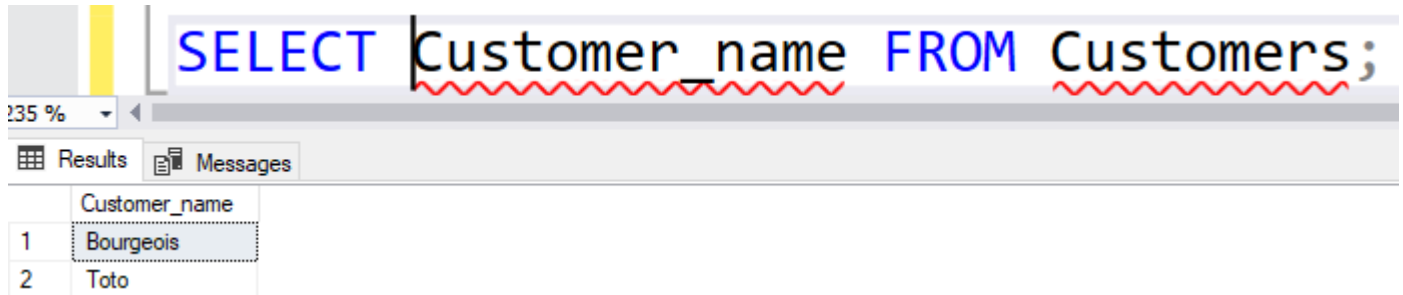 SELECT Customer_name FROM Customers;
235 %
Results Messages
Customer_name
1 Bourgeois
2 Toto